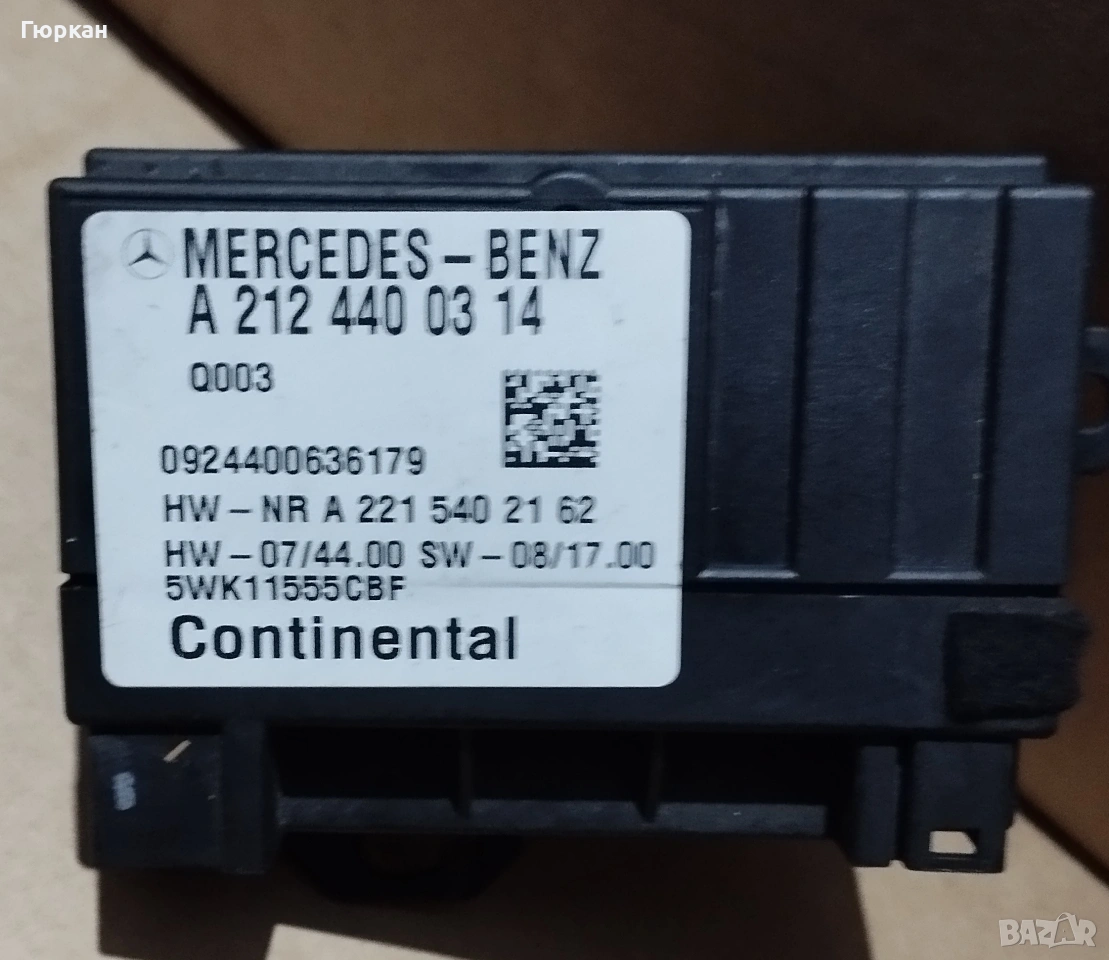 Гюркан
MERCEDES-BENZ
A 212 440 03 14
Q003
0924400636179
HW-NR A 221 540 21 62
HW-07/44.00 SW-08/17.00
5WK11555CBF
Continental
BAZAR